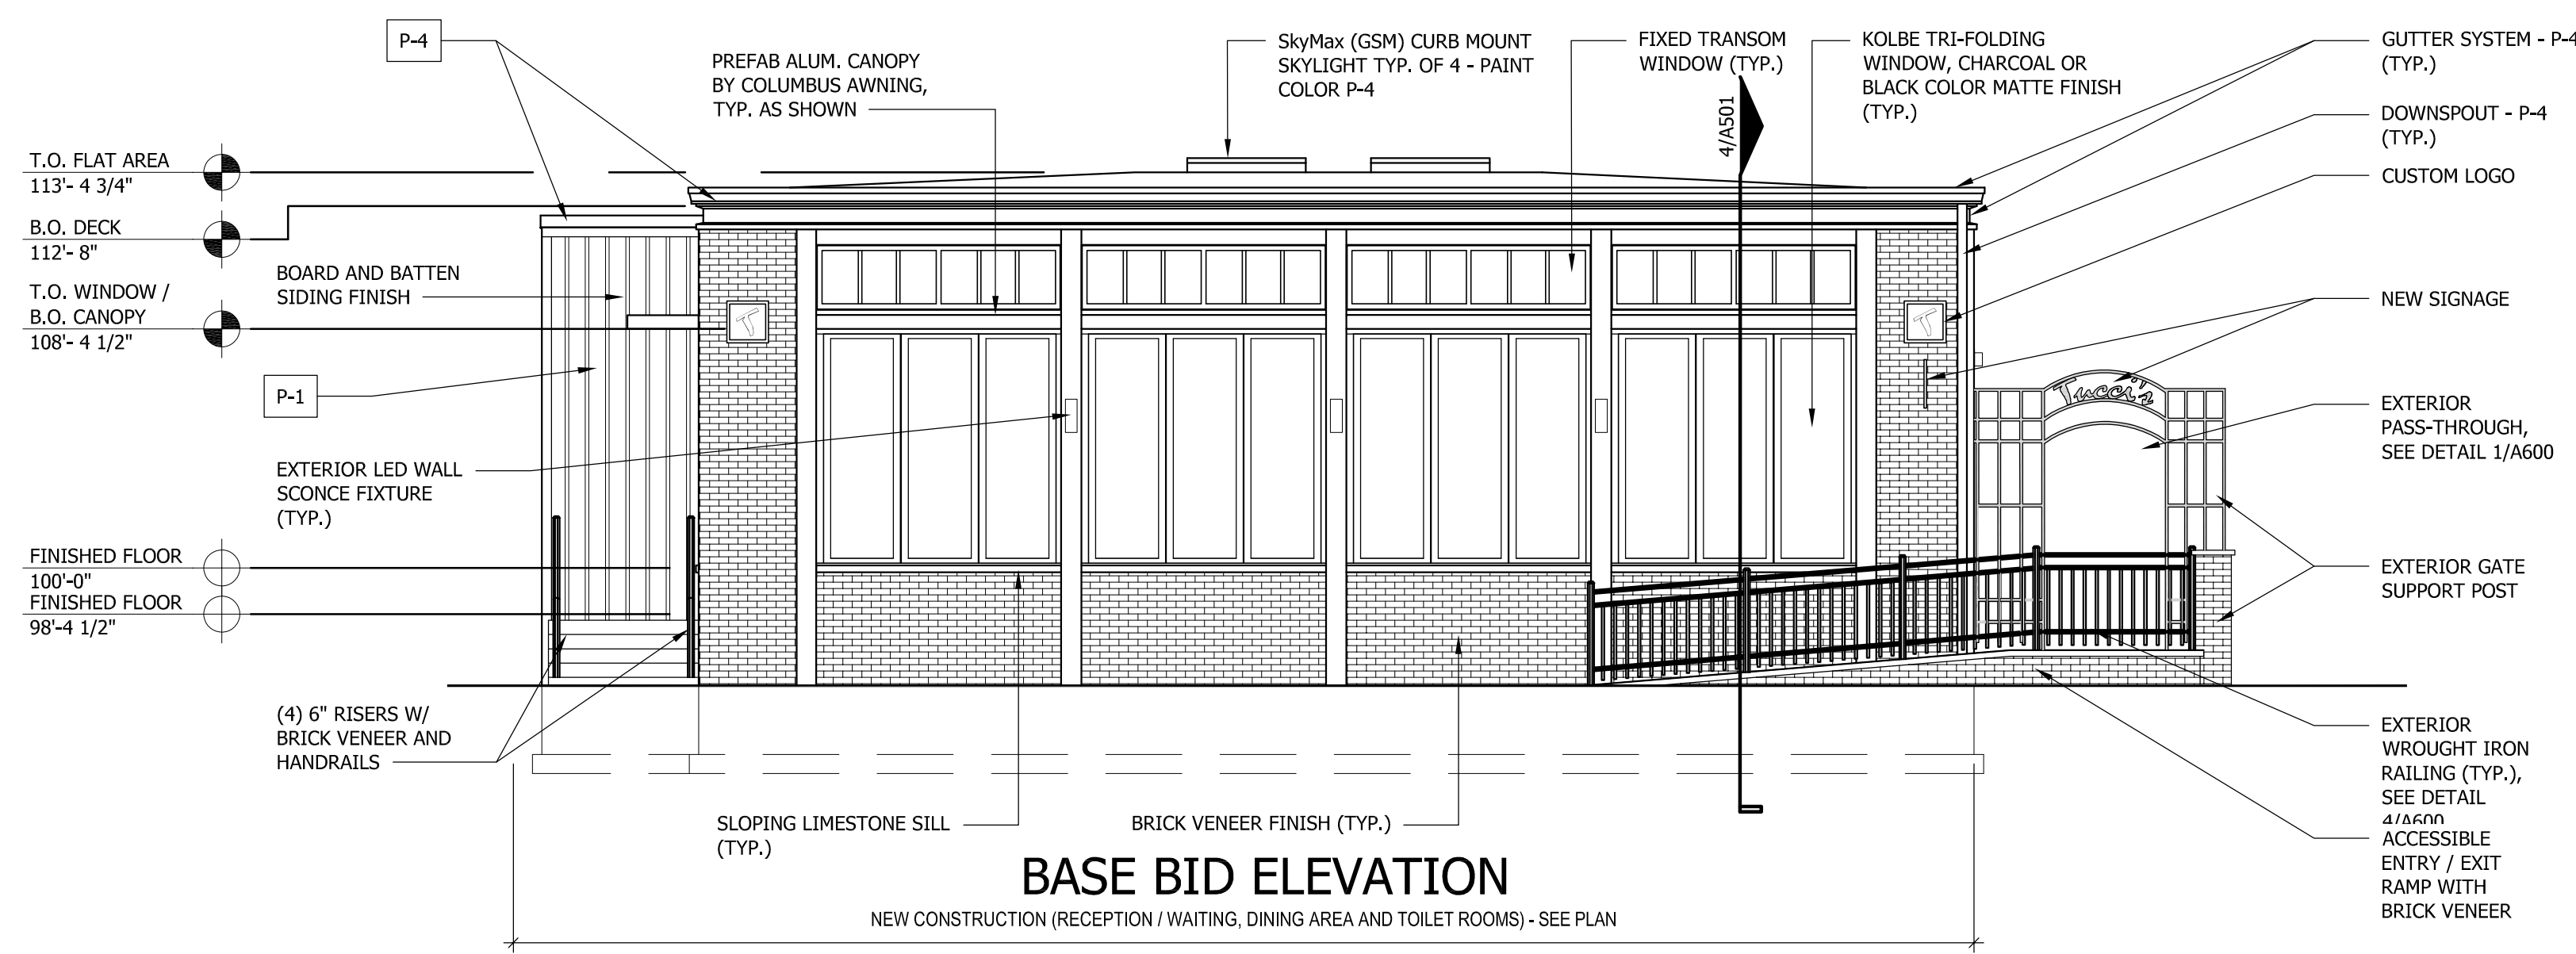 P-4
PREFAB ALUM. CANOPY
BY COLUMBUS AWNING,
TYP. AS SHOWN
SkyMax (GSM) CURB MOUNT
SKYLIGHT TYP. OF 4 - PAINT
COLOR P-4
FIXED TRANSOM
WINDOW (TYP.)
4/A501
KOLBE TRI-FOLDING
WINDOW, CHARCOAL OR
BLACK COLOR MATTE FINISH
(TYP.)
GUTTER SYSTEM - P-4
(TYP.)
DOWNSPOUT - P-4
(TYP.)
CUSTOM LOGO
NEW SIGNAGE
EXTERIOR
PASS-THROUGH,
SEE DETAIL 1/A600
EXTERIOR GATE
SUPPORT POST
EXTERIOR
WROUGHT IRON
RAILING (TYP.),
SEE DETAIL
4/A600
ACCESSIBLE
ENTRY / EXIT
RAMP WITH
BRICK VENEER
T.O. FLAT AREA
113'- 4 3/4"
B.O. DECK
112'- 8"
T.O. WINDOW /
B.O. CANOPY
108'- 4 1/2"
FINISHED FLOOR
100'-0"
FINISHED FLOOR
98'-4 1/2"
BOARD AND BATTEN
SIDING FINISH
P-1
EXTERIOR LED WALL
SCONCE FIXTURE
(TYP.)
(4) 6" RISERS W/
BRICK VENEER AND
HANDRAILS
T
T
Tucci's
SLOPING LIMESTONE SILL
(TYP.)
BRICK VENEER FINISH (TYP.)
BASE BID ELEVATION
NEW CONSTRUCTION (RECEPTION / WAITING, DINING AREA AND TOILET ROOMS) - SEE PLAN